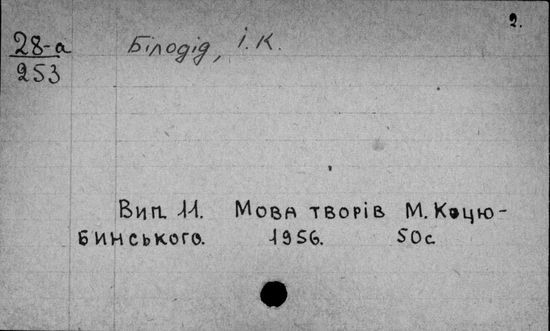 2.
28-а
253
Білодід, І. К.
Вип. 11. Мова творів М. Коцю-
бинського. 1956. 50с.